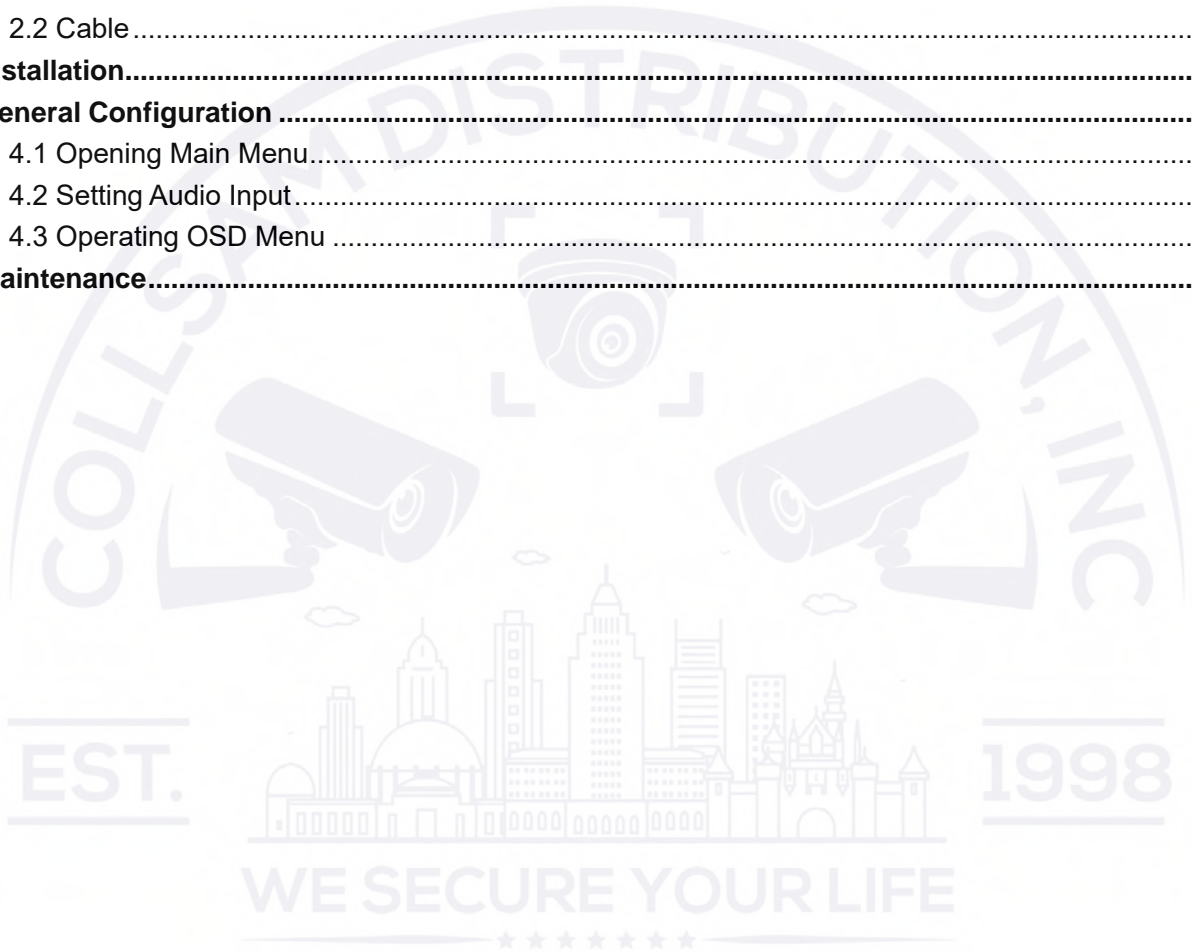 2.2 Cable
stallation
eneral Configuration
4.1 Opening Main Menu
4.2 Setting Audio Input
4.3 Operating OSD Menu
aintenance
COLLSAM DISTRIBUTION, INC
EST. 1998
WE SECURE YOUR LIFE